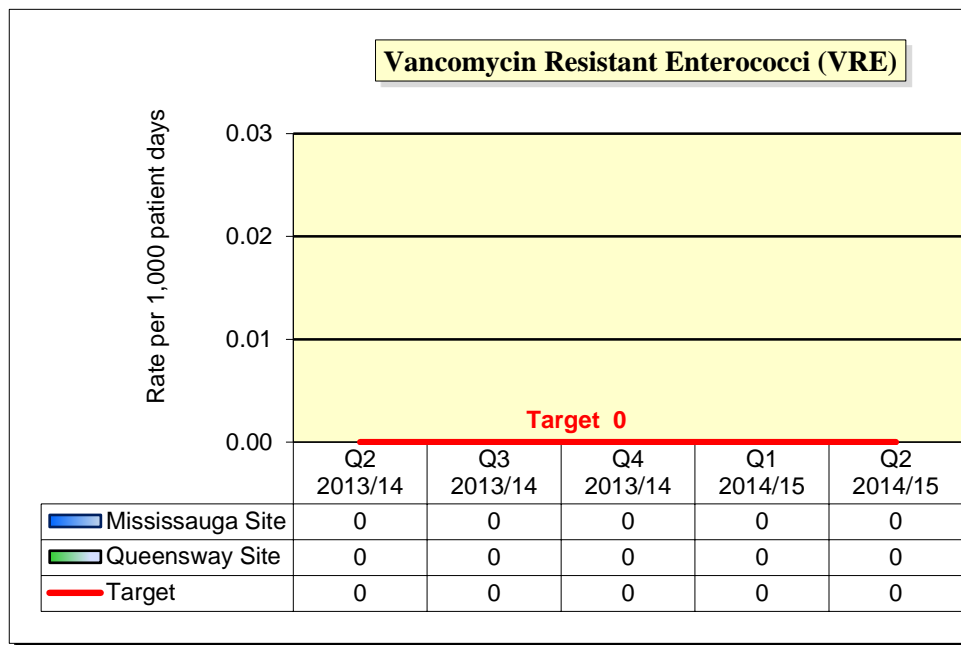 Vancomycin Resistant Enterococci (VRE)
Rate per 1,000 patient days
0.03
0.02
0.01
0.00
Target 0
Q2 Q3 Q4 Q1 Q2
2013/14 2013/14 2013/14 2014/15 2014/15
Mississauga Site 0 0 0 0 0
Queensway Site 0 0 0 0 0
Target 0 0 0 0 0